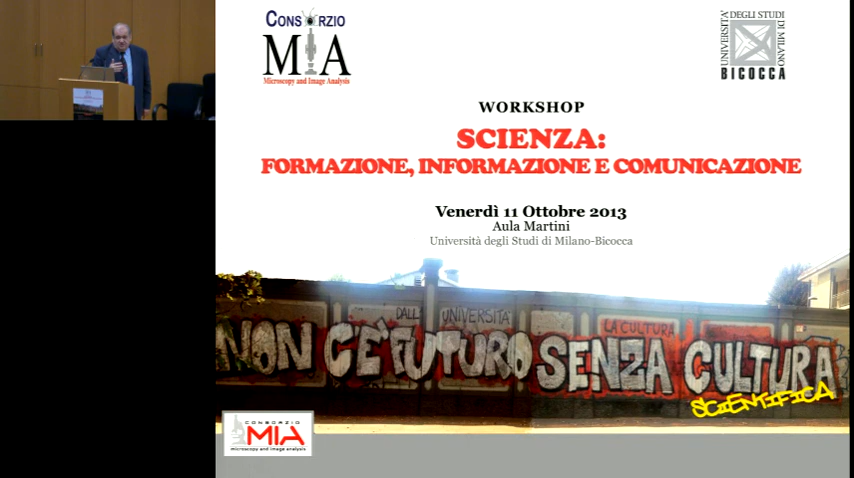 CONSORZIO
MIA
Microscopy and Image Analysis
UNIVERSITA' DEGLI STUDI DI MILANO
BICOCCA
WORKSHOP
SCIENZA:
FORMAZIONE, INFORMAZIONE E COMUNICAZIONE
Venerdì 11 Ottobre 2013
Aula Martini
Università degli Studi di Milano-Bicocca
DALL' UNIVERSITA' LA CULTURA
NON C'È FUTURO SENZA CULTURA
SCIENTIFICA
CONSORZIO
MIA
microscopy and image analysis